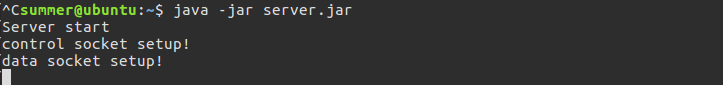 ^Csummer@ubuntu:~$ java -jar server.jar
Server start
control socket setup!
data socket setup!